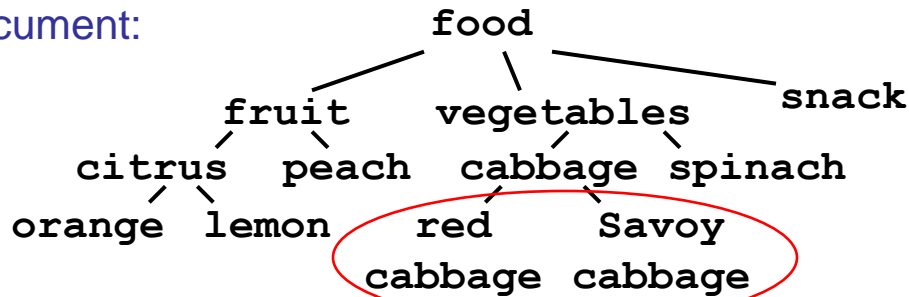 cument:
food
fruit vegetables snack
citrus peach cabbage spinach
orange lemon red Savoy
cabbage cabbage